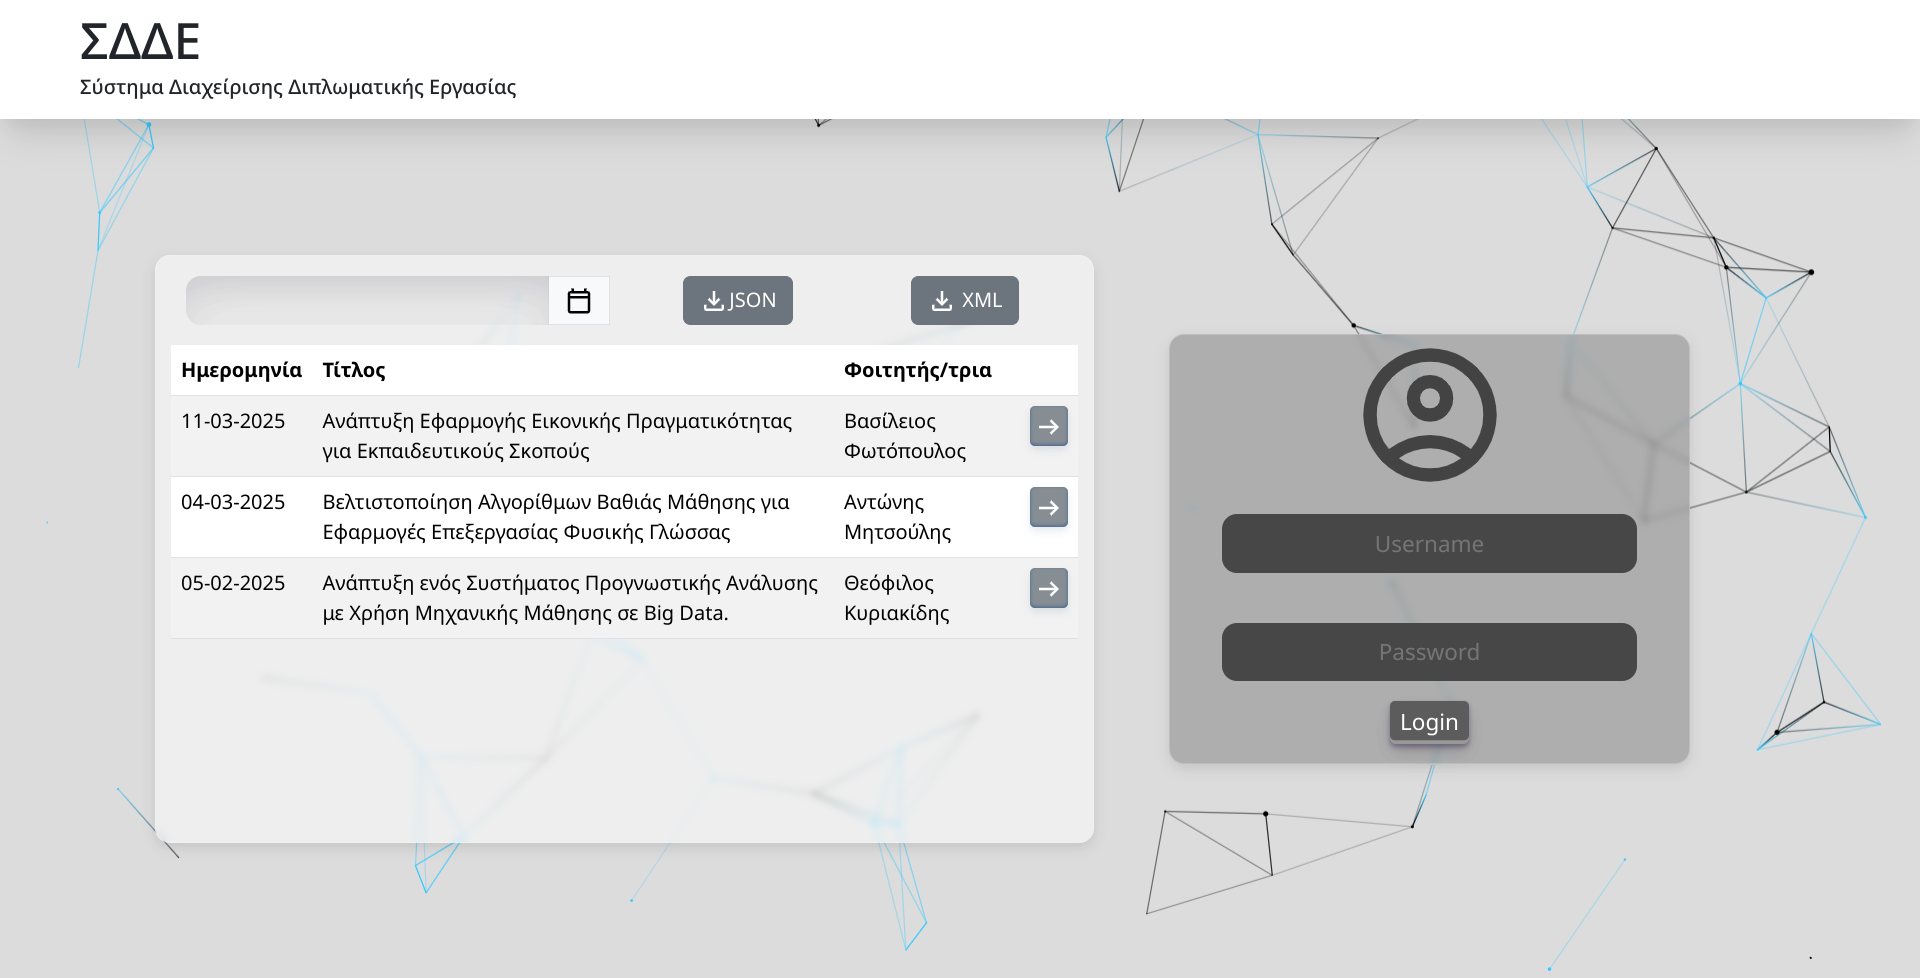 ΣΔΔΕ
Σύστημα Διαχείρισης Διπλωματικής Εργασίας
JSON
XML
Ημερομηνία Τίτλος Φοιτητής/τρια
11-03-2025 Ανάπτυξη Εφαρμογής Εικονικής Πραγματικότητας Βασίλειος
για Εκπαιδευτικούς Σκοπούς Φωτόπουλος
04-03-2025 Βελτιστοποίηση Αλγορίθμων Βαθιάς Μάθησης για Αντώνης
Εφαρμογές Επεξεργασίας Φυσικής Γλώσσας Μητσούλης
05-02-2025 Ανάπτυξη ενός Συστήματος Προγνωστικής Ανάλυσης Θεόφιλος
με Χρήση Μηχανικής Μάθησης σε Big Data. Κυριακίδης
Username
Password
Login